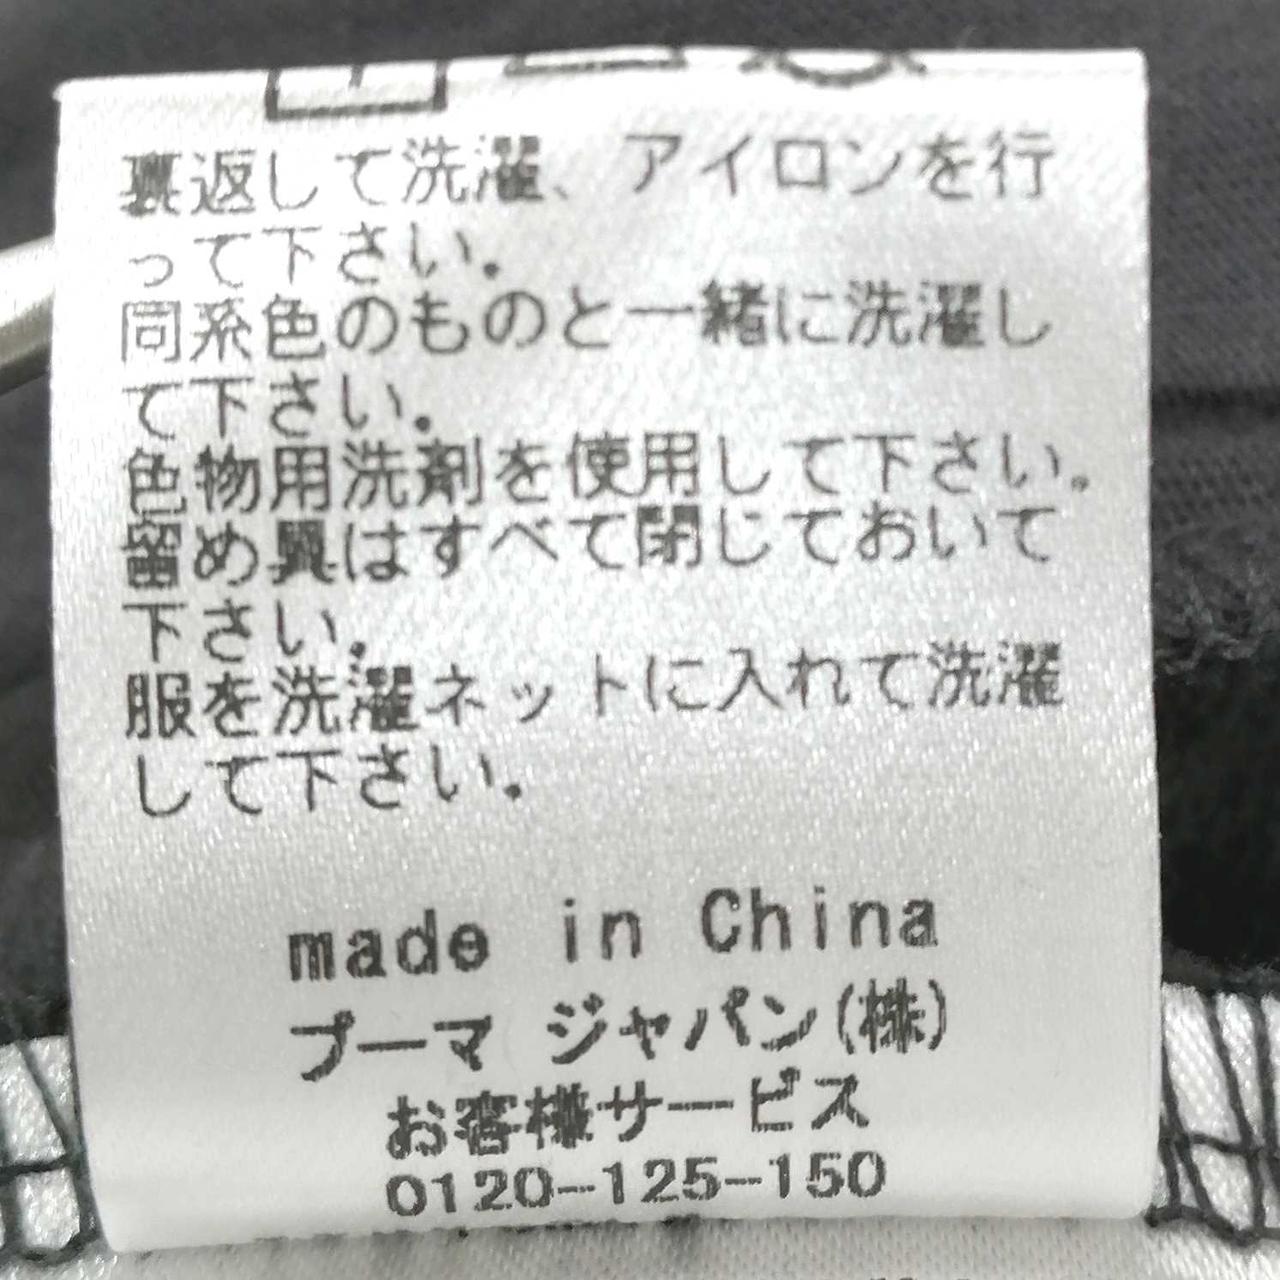 裏返して洗濯、アイロンを行
って下さい。
同系色のものと一緒に洗濯し
て下さい。
色物用洗剤を使用して下さい。
留め具はすべて閉じておいて
下さい。
服を洗濯ネットに入れて洗濯
して下さい。
made in China
プーマ ジャパン(株)
お客様サービス
0120-125-150